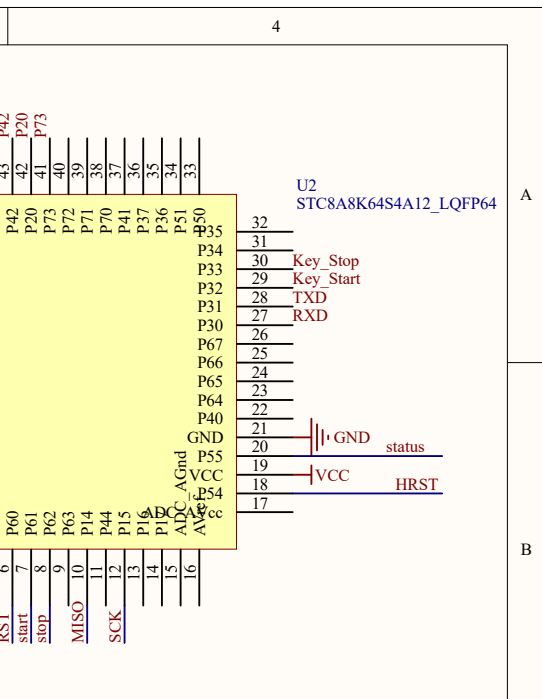 4
P42
P20
P73
43
42
41
40
39
38
37
36
35
34
33
U2
STC8A8K64S4A12_LQFP64
A
P42
P20
P73
P72
P71
P70
P41
P37
P36
P51
P50
P35 32
P34 31
P33 30 Key_Stop
P32 29 Key_Start
P31 28 TXD
P30 27 RXD
P67 26
P66 25
P65 24
P64 23
P40 22
GND 21 GND
P55 20 status
VCC 19 VCC
P54 18 HRST
ADC_AVcc 17
P60
P61
P62
P63
P14
P44
P15
P16
P17
ADC_AGnd
AVref
B
6
7
8
9
10
11
12
13
14
15
16
RST
start
stop
MISO
SCK